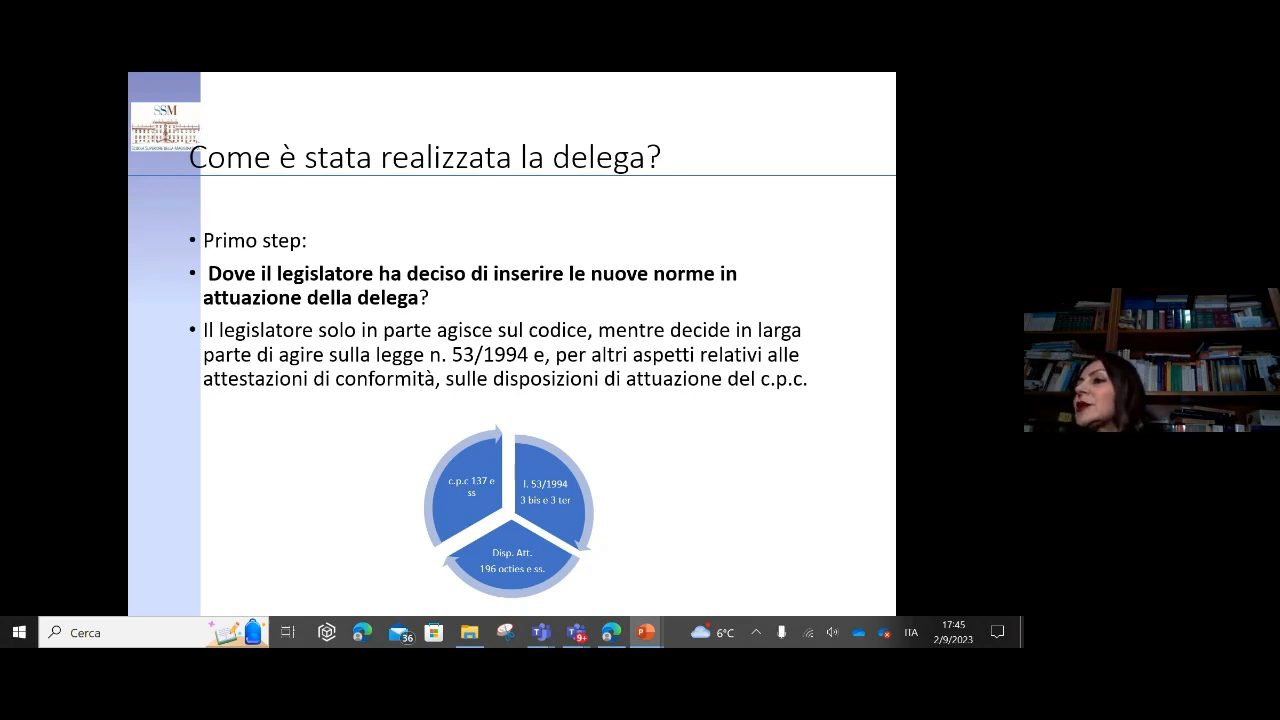 SSM
Come è stata realizzata la delega?
• Primo step:
• Dove il legislatore ha deciso di inserire le nuove norme in
attuazione della delega?
• Il legislatore solo in parte agisce sul codice, mentre decide in larga
parte di agire sulla legge n. 53/1994 e, per altri aspetti relativi alle
attestazioni di conformità, sulle disposizioni di attuazione del c.p.c.
c.p.c 137 e
ss
l. 53/1994
3 bis e 3 ter
Disp. Att.
196 octies e ss.
Cerca
36
9+
6°C
ITA
17:45
2/9/2023